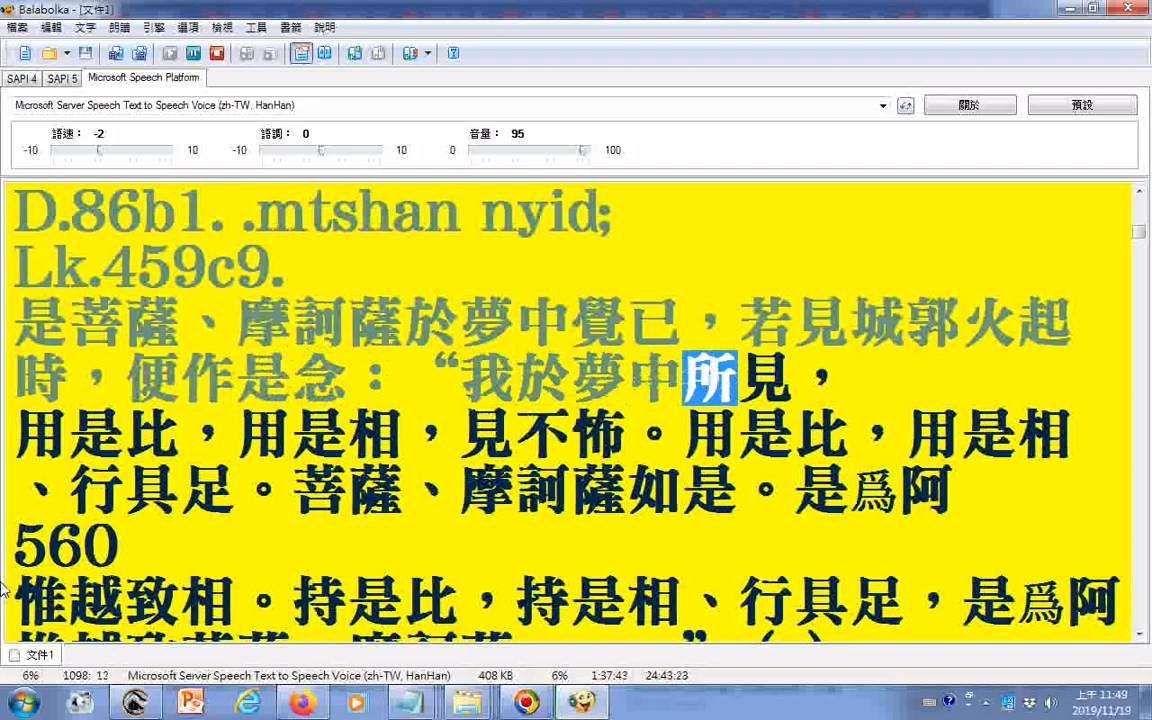 Balabolka - [文件1]
檔案 編輯 文字 朗讀 引擎 選項 檢視 工具 書籤 說明
SAPI 4 SAPI 5 Microsoft Speech Platform
Microsoft Server Speech Text to Speech Voice (zh-TW, HanHan) 關於 預設
語速： -2 語調： 0 音量： 95
-10 10 -10 10 0 100
D.86b1. .mtshan nyid;
Lk.459c9.
是菩薩、摩訶薩於夢中覺已，若見城郭火起
時，便作是念：“我於夢中所見，
用是比，用是相，見不怖。用是比，用是相
、行具足。菩薩、摩訶薩如是。是爲阿
560
惟越致相。持是比，持是相、行具足，是爲阿
文件1
6% 1098: 13 Microsoft Server Speech Text to Speech Voice (zh-TW, HanHan) 408 KB 6% 1:37:43 24:43:23
上午 11:49
2019/11/19